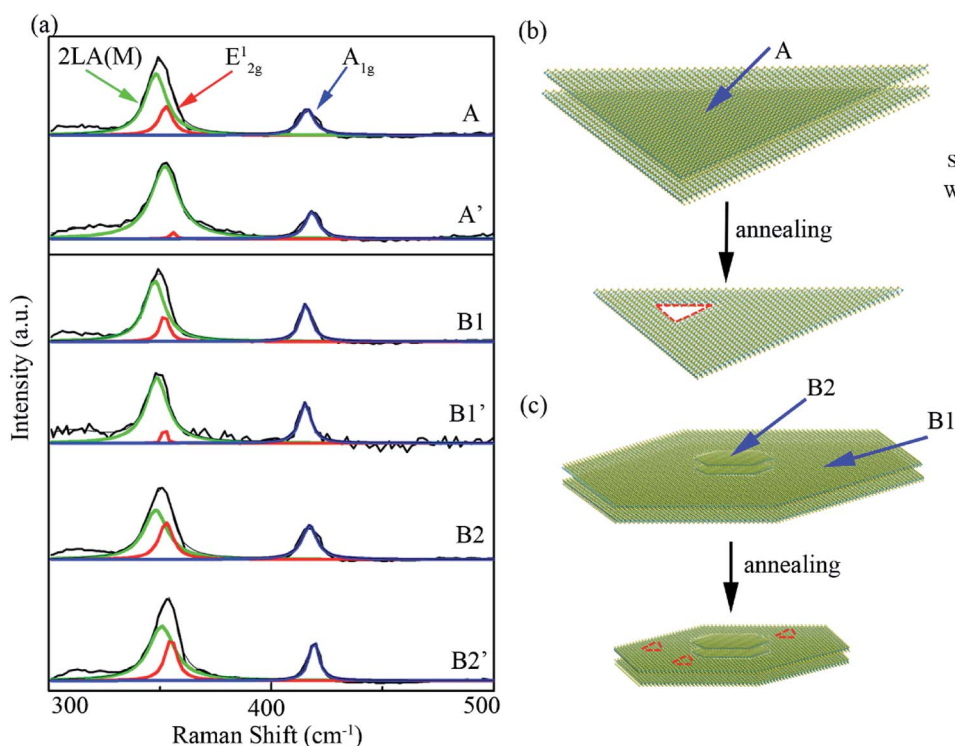 (a)
2LA(M)
E¹₂g
A₁g
A
A'
B1
B1'
B2
B2'
Intensity (a.u.)
300
400
500
Raman Shift (cm⁻¹)
(b)
A
s
w
annealing
(c)
B2
B1
annealing